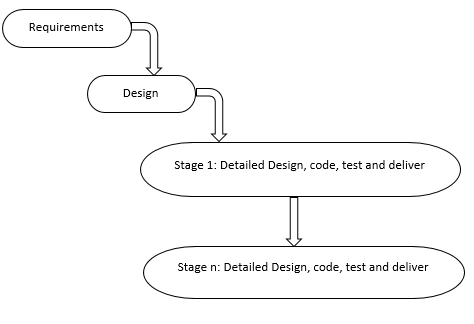 Requirements
Design
Stage 1: Detailed Design, code, test and deliver
Stage n: Detailed Design, code, test and deliver